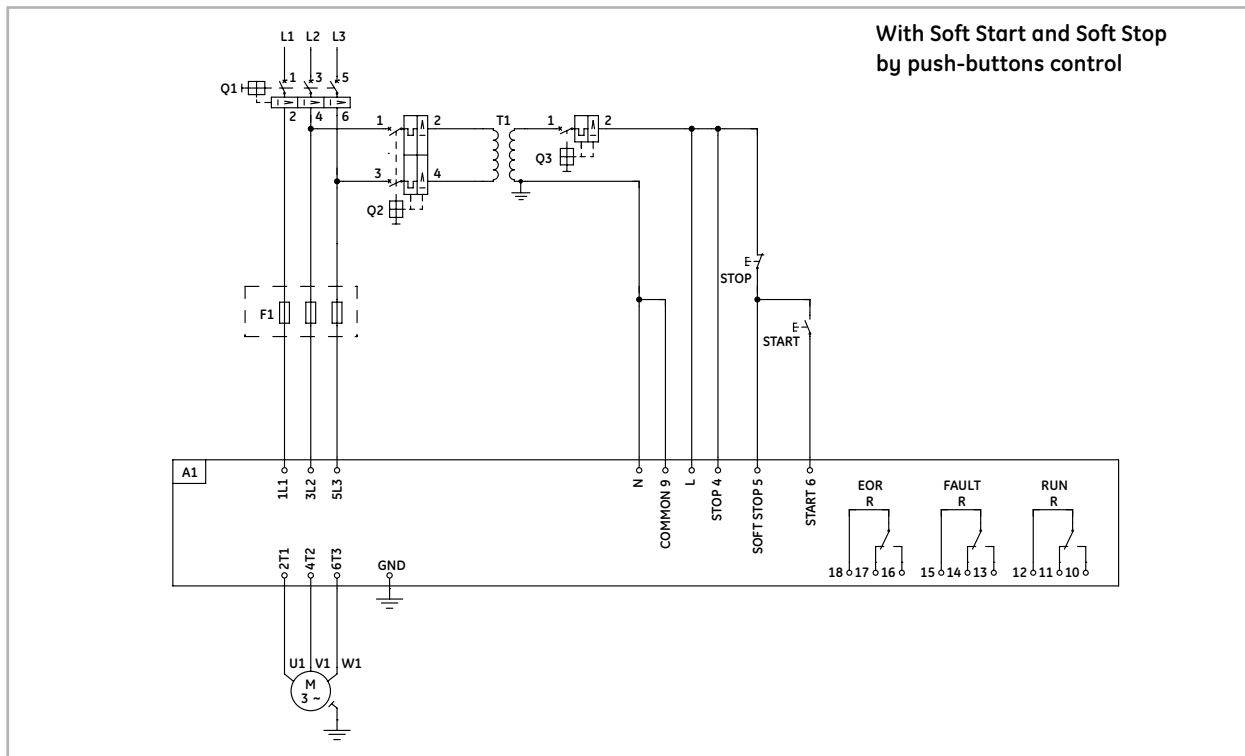 With Soft Start and Soft Stop
by push-buttons control
L1 L2 L3
Q1
1 3 5
2 4 6
1 2
3 4
Q2
T1
1 2
Q3
STOP
START
F1
A1
1L1
3L2
5L3
N
COMMON 9
L
STOP 4
SOFT STOP 5
START 6
EOR
R
FAULT
R
RUN
R
18 17 16
15 14 13
12 11 10
2T1
4T2
6T3
GND
U1 V1 W1
M
3 ~